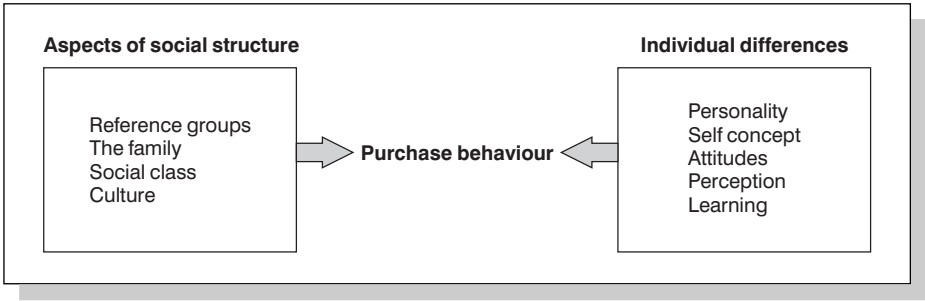 Aspects of social structure
Reference groups
The family
Social class
Culture
Purchase behaviour
Individual differences
Personality
Self concept
Attitudes
Perception
Learning